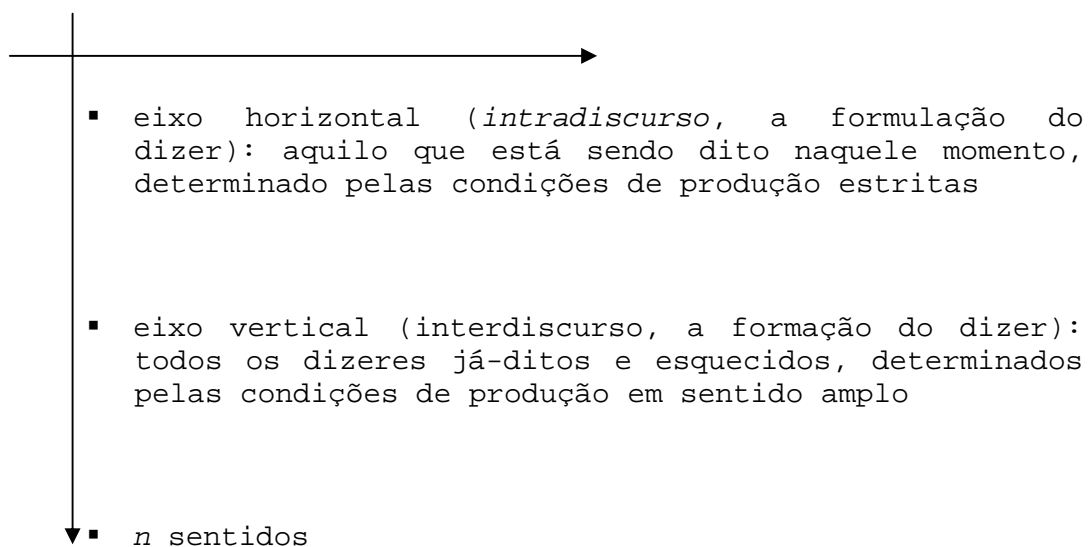 ▪ eixo horizontal (intradiscurso, a formulação do
dizer): aquilo que está sendo dito naquele momento,
determinado pelas condições de produção estritas
▪ eixo vertical (interdiscurso, a formação do dizer):
todos os dizeres já-ditos e esquecidos, determinados
pelas condições de produção em sentido amplo
▪ n sentidos